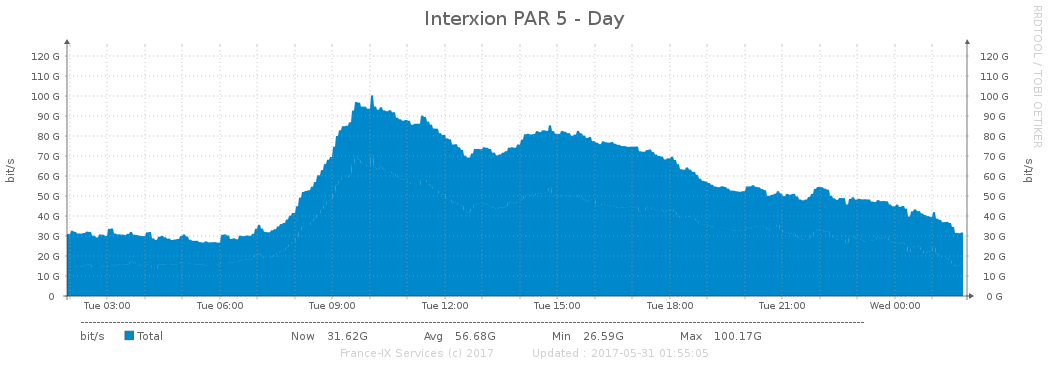 Interxion PAR 5 - Day
RRDTOOL / TOBI OETIKER
120 G 120 G
110 G 110 G
100 G 100 G
90 G 90 G
80 G 80 G
70 G 70 G
60 G 60 G
50 G 50 G
40 G 40 G
30 G 30 G
20 G 20 G
10 G 10 G
0 0 G
bit/s
bit/s
Tue 03:00 Tue 06:00 Tue 09:00 Tue 12:00 Tue 15:00 Tue 18:00 Tue 21:00 Wed 00:00
bit/s Total Now 31.62G Avg 56.68G Min 26.59G Max 100.17G
France-IX Services (c) 2017 Updated : 2017-05-31 01:55:05